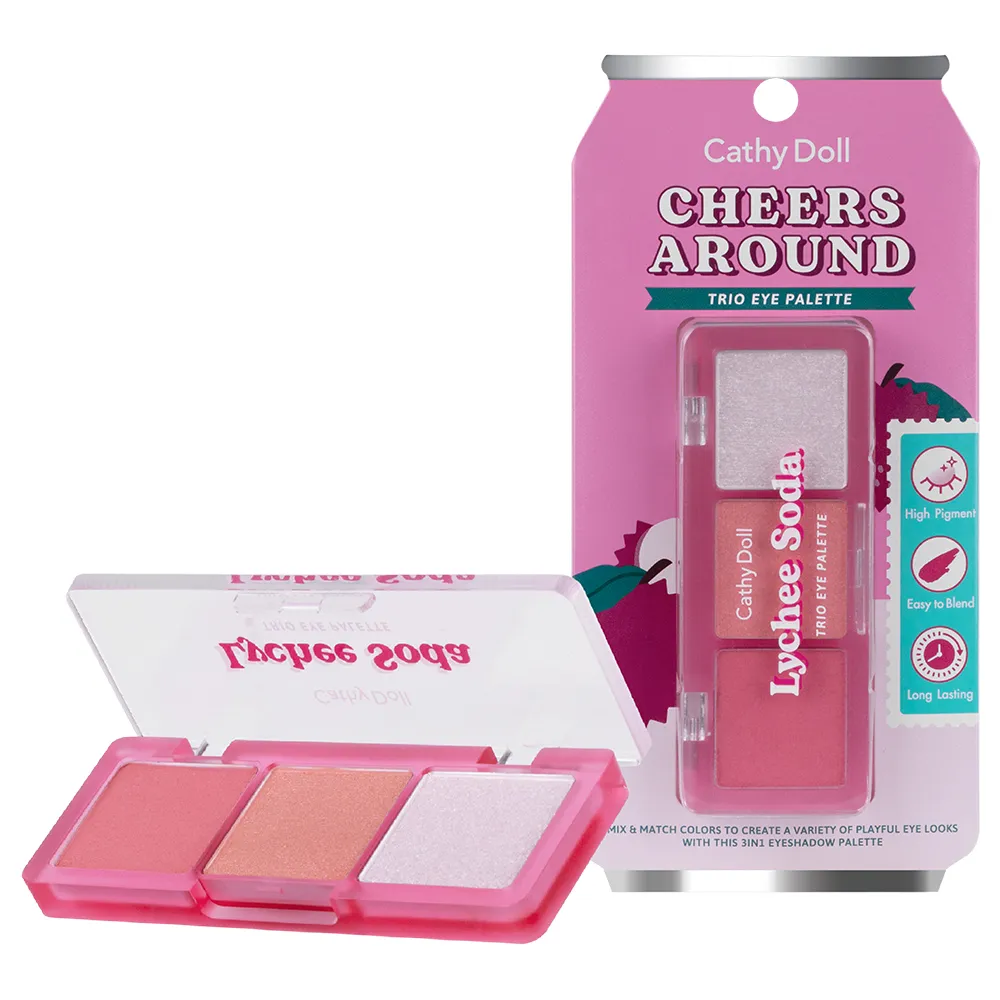 Cathy Doll
CHEERS
AROUND
TRIO EYE PALETTE
Cathy Doll
Lychee Soda
TRIO EYE PALETTE
High Pigment
Easy to Blend
Long Lasting
MIX & MATCH COLORS TO CREATE A VARIETY OF PLAYFUL EYE LOOKS
WITH THIS 3IN1 EYESHADOW PALETTE
Lychee Soda
TRIO EYE PALETTE
Lychee Soda
Cathy Doll